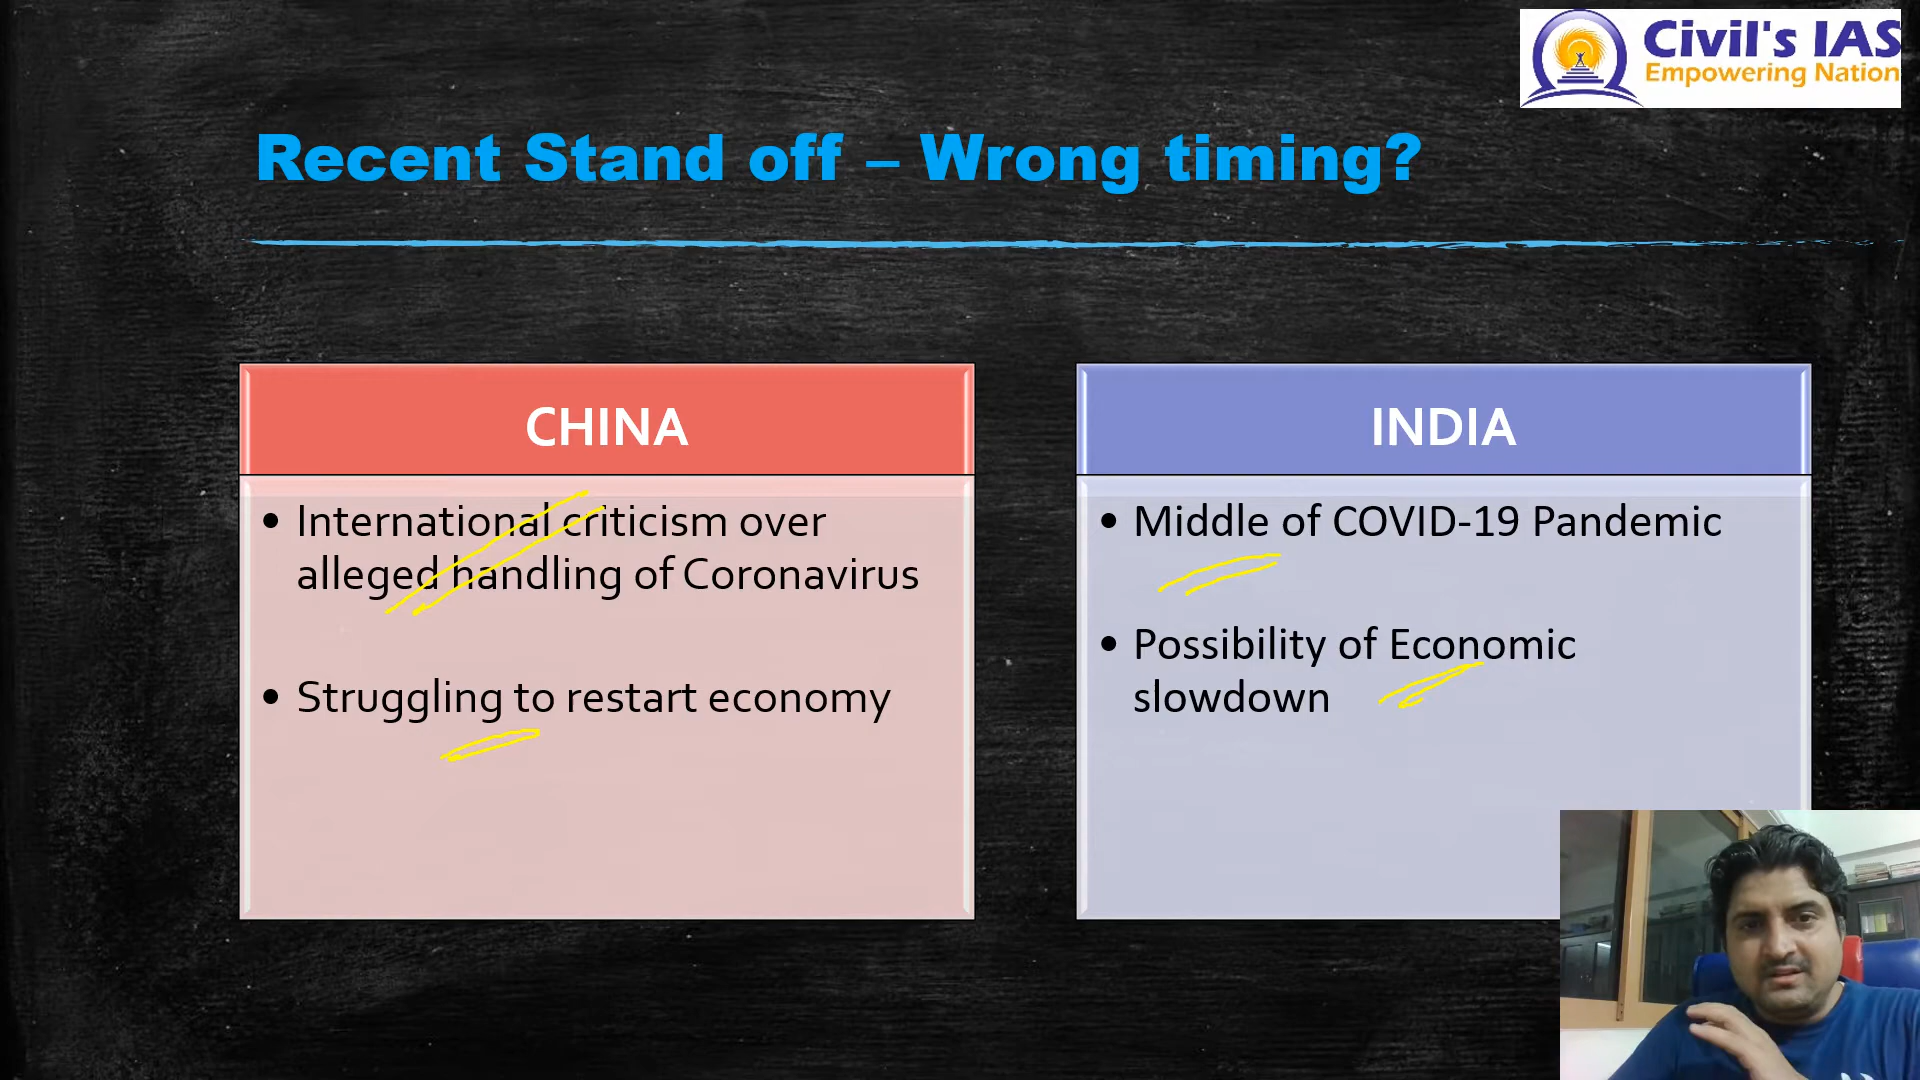 Civil's IAS
Empowering Nation
Recent Stand off – Wrong timing?
CHINA
• International criticism over
alleged handling of Coronavirus
• Struggling to restart economy
INDIA
• Middle of COVID-19 Pandemic
• Possibility of Economic
slowdown